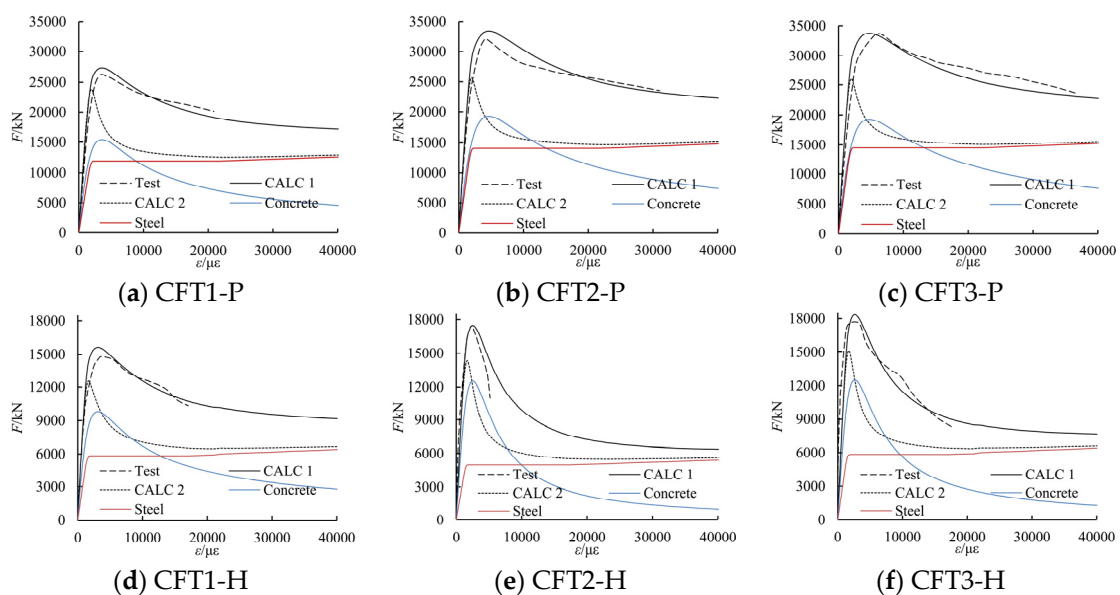 35000
30000
25000
20000
15000
10000
5000
0
F/kN
Test
CALC 1
CALC 2
Concrete
Steel
0 10000 20000 30000 40000
ε/με
(a) CFT1-P
35000
30000
25000
20000
15000
10000
5000
0
F/kN
Test
CALC 1
CALC 2
Concrete
Steel
0 10000 20000 30000 40000
ε/με
(b) CFT2-P
35000
30000
25000
20000
15000
10000
5000
0
F/kN
Test
CALC 1
CALC 2
Concrete
Steel
0 10000 20000 30000 40000
ε/με
(c) CFT3-P
18000
15000
12000
9000
6000
3000
0
F/kN
Test
CALC 1
CALC 2
Concrete
Steel
0 10000 20000 30000 40000
ε/με
(d) CFT1-H
18000
15000
12000
9000
6000
3000
0
F/kN
Test
CALC 1
CALC 2
Concrete
Steel
0 10000 20000 30000 40000
ε/με
(e) CFT2-H
18000
15000
12000
9000
6000
3000
0
F/kN
Test
CALC 1
CALC 2
Concrete
Steel
0 10000 20000 30000 40000
ε/με
(f) CFT3-H